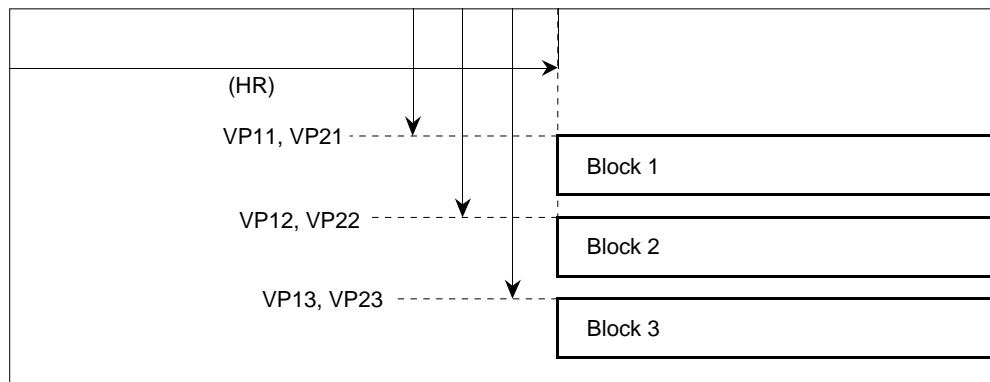 (HR)
VP11, VP21
Block 1
VP12, VP22
Block 2
VP13, VP23
Block 3